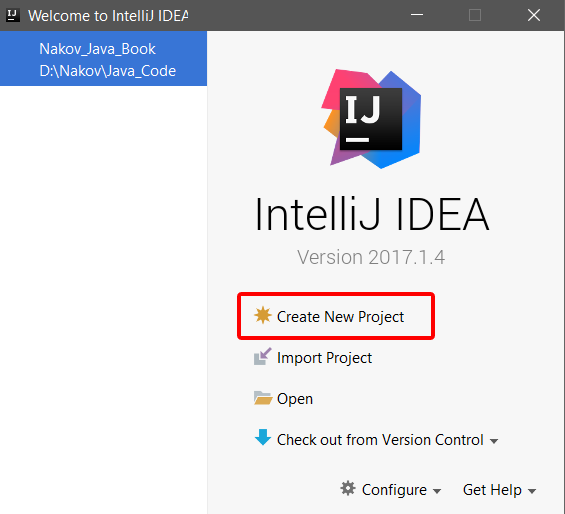 Welcome to IntelliJ IDEA
Nakov_Java_Book
D:\Nakov\Java_Code
IJ
IntelliJ IDEA
Version 2017.1.4
Create New Project
Import Project
Open
Check out from Version Control
Configure
Get Help